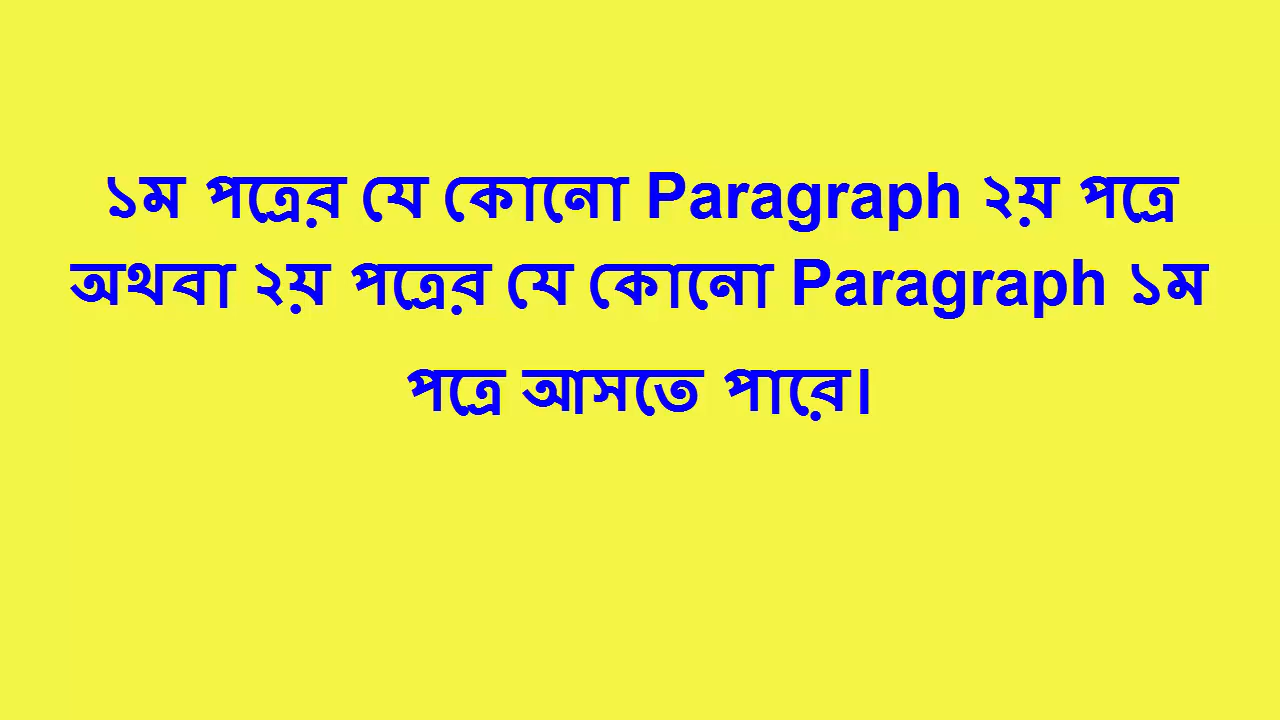 ১ম পত্রের যে কোনো Paragraph ২য় পত্রে
অথবা ২য় পত্রের যে কোনো Paragraph ১ম
পত্রে আসতে পারে।